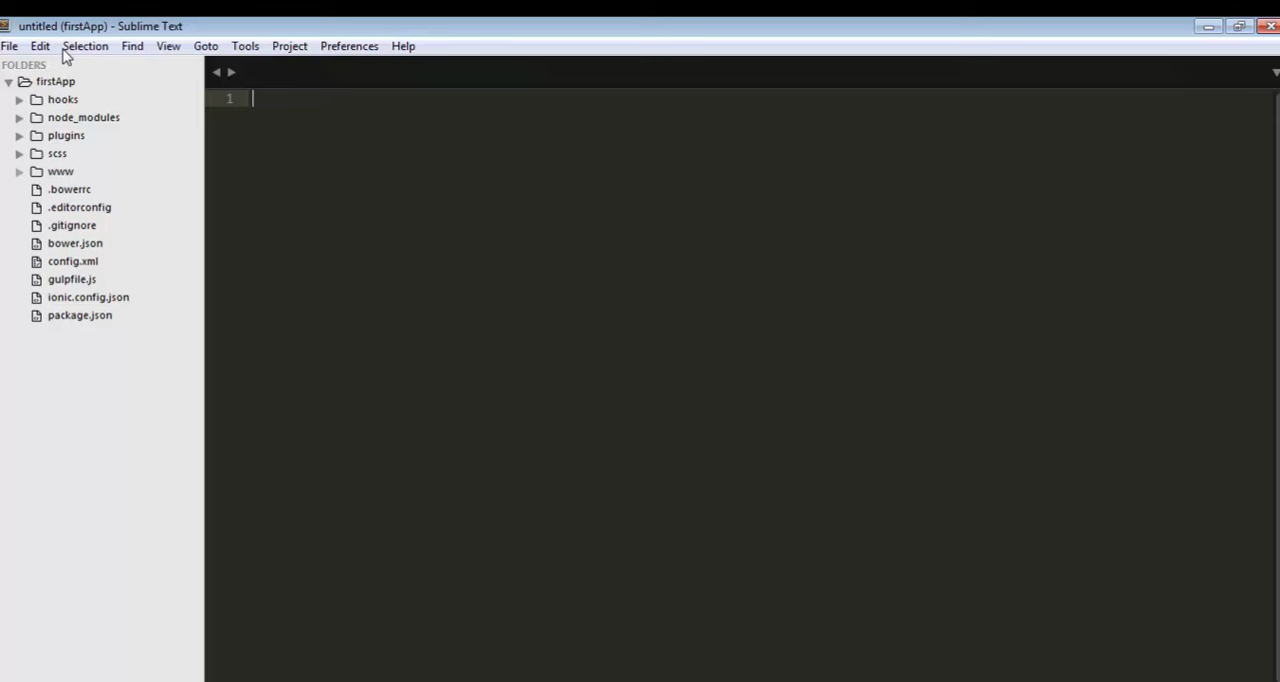 untitled (firstApp) - Sublime Text
File Edit Selection Find View Goto Tools Project Preferences Help
FOLDERS
firstApp
hooks
node_modules
plugins
scss
www
.bowerrc
.editorconfig
.gitignore
bower.json
config.xml
gulpfile.js
ionic.config.json
package.json
1